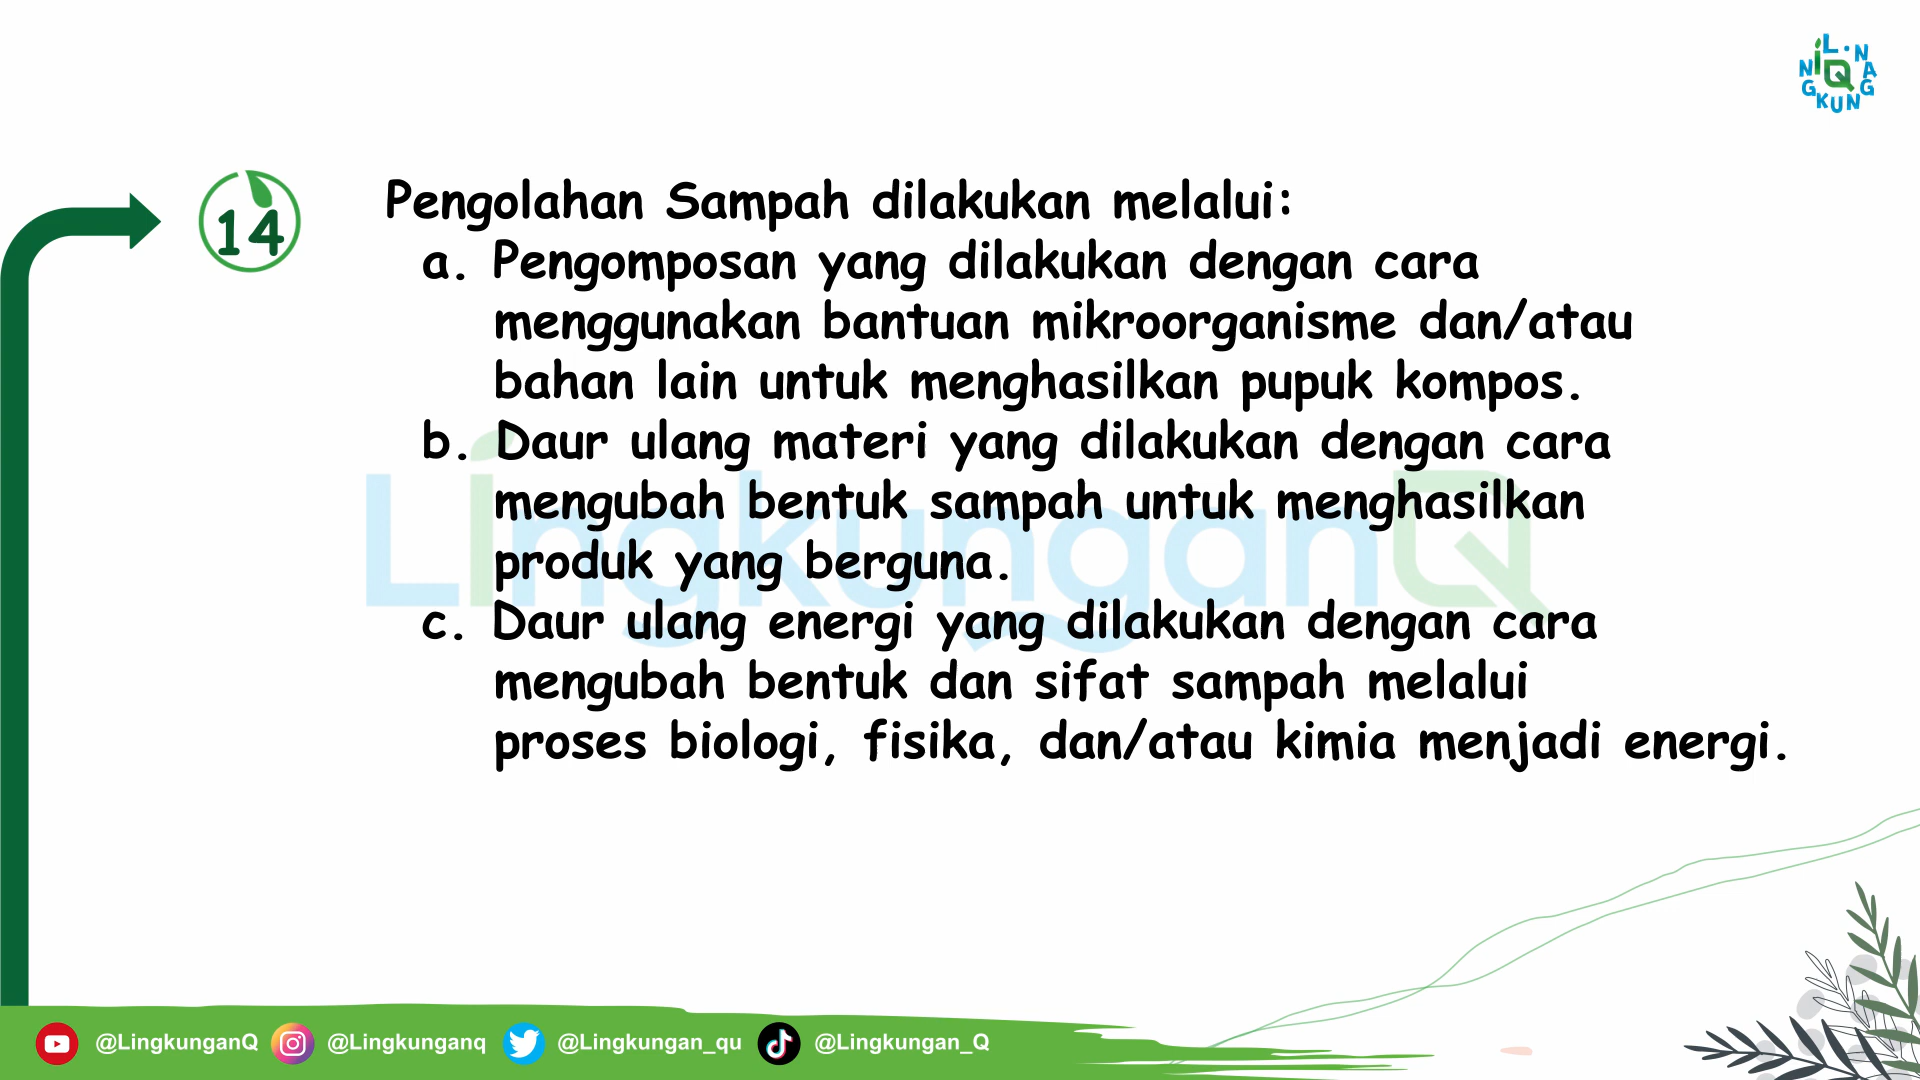 LINGKUNGAN Q
14
Pengolahan Sampah dilakukan melalui:
a. Pengomposan yang dilakukan dengan cara
menggunakan bantuan mikroorganisme dan/atau
bahan lain untuk menghasilkan pupuk kompos.
b. Daur ulang materi yang dilakukan dengan cara
mengubah bentuk sampah untuk menghasilkan
produk yang berguna.
c. Daur ulang energi yang dilakukan dengan cara
mengubah bentuk dan sifat sampah melalui
proses biologi, fisika, dan/atau kimia menjadi energi.
LingkunganQ
@LingkunganQ @Lingkunganq @Lingkungan_qu @Lingkungan_Q